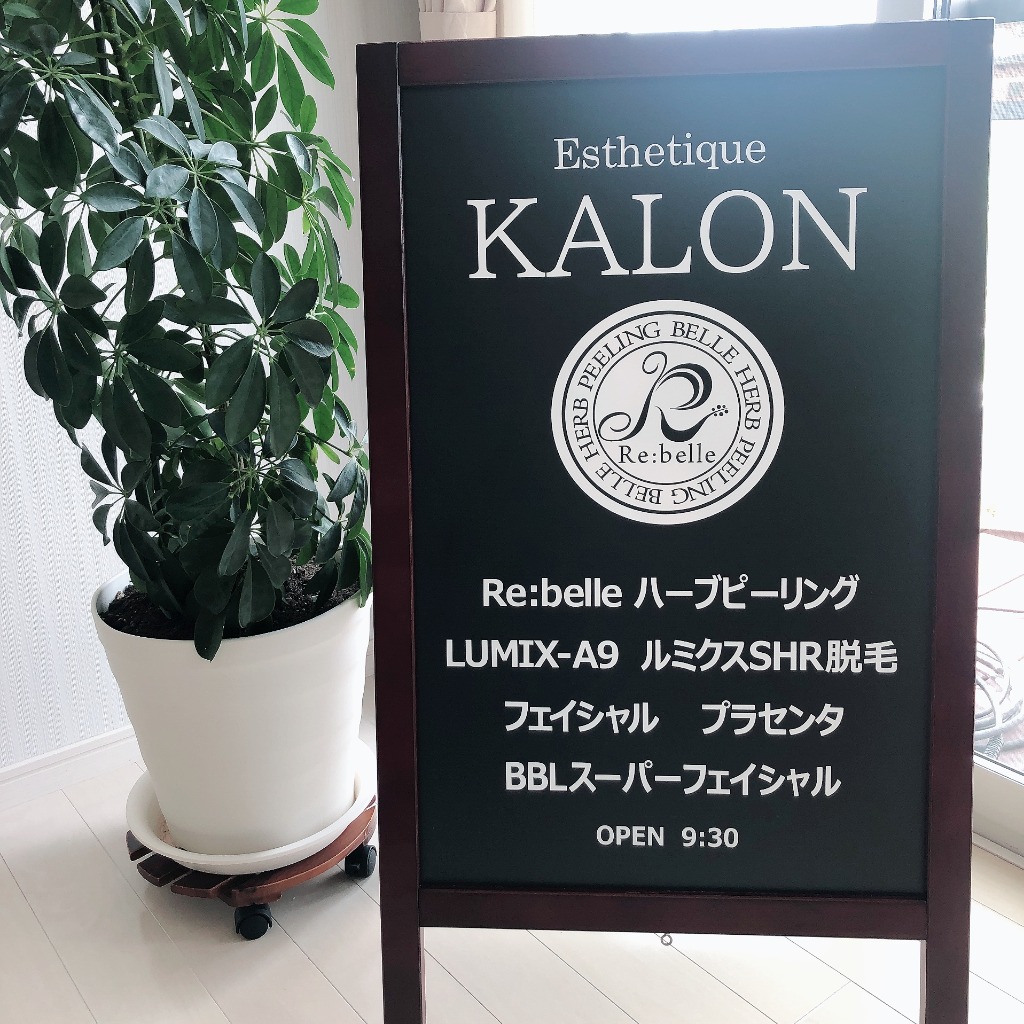 Esthetique
KALON
BELLE HERB PEELING BELLE HERB PEELING
R
Re:belle
Re:belle ハーブピーリング
LUMIX-A9 ルミクスSHR脱毛
フェイシャル プラセンタ
BBLスーパーフェイシャル
OPEN 9:30